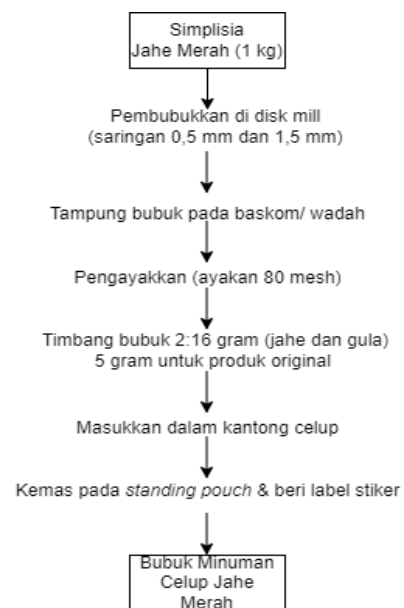 Simplisia
Jahe Merah (1 kg)
Pembubukkan di disk mill
(saringan 0,5 mm dan 1,5 mm)
Tampung bubuk pada baskom/ wadah
Pengayakkan (ayakan 80 mesh)
Timbang bubuk 2:16 gram (jahe dan gula)
5 gram untuk produk original
Masukkan dalam kantong celup
Kemas pada standing pouch & beri label stiker
Bubuk Minuman
Celup Jahe
Merah